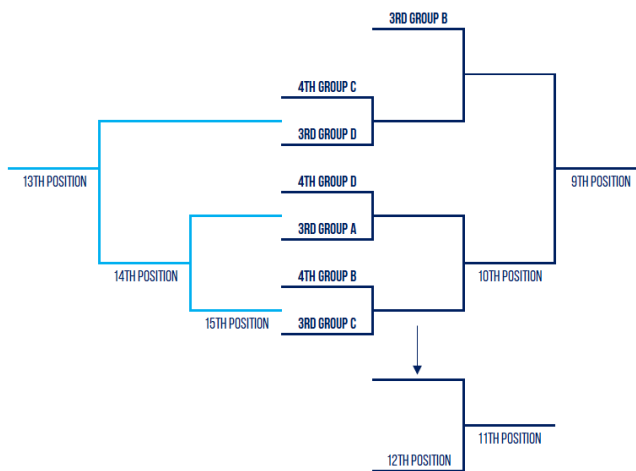 3RD GROUP B
4TH GROUP C
3RD GROUP D
13TH POSITION
4TH GROUP D
9TH POSITION
3RD GROUP A
14TH POSITION
4TH GROUP B
10TH POSITION
15TH POSITION
3RD GROUP C
11TH POSITION
12TH POSITION